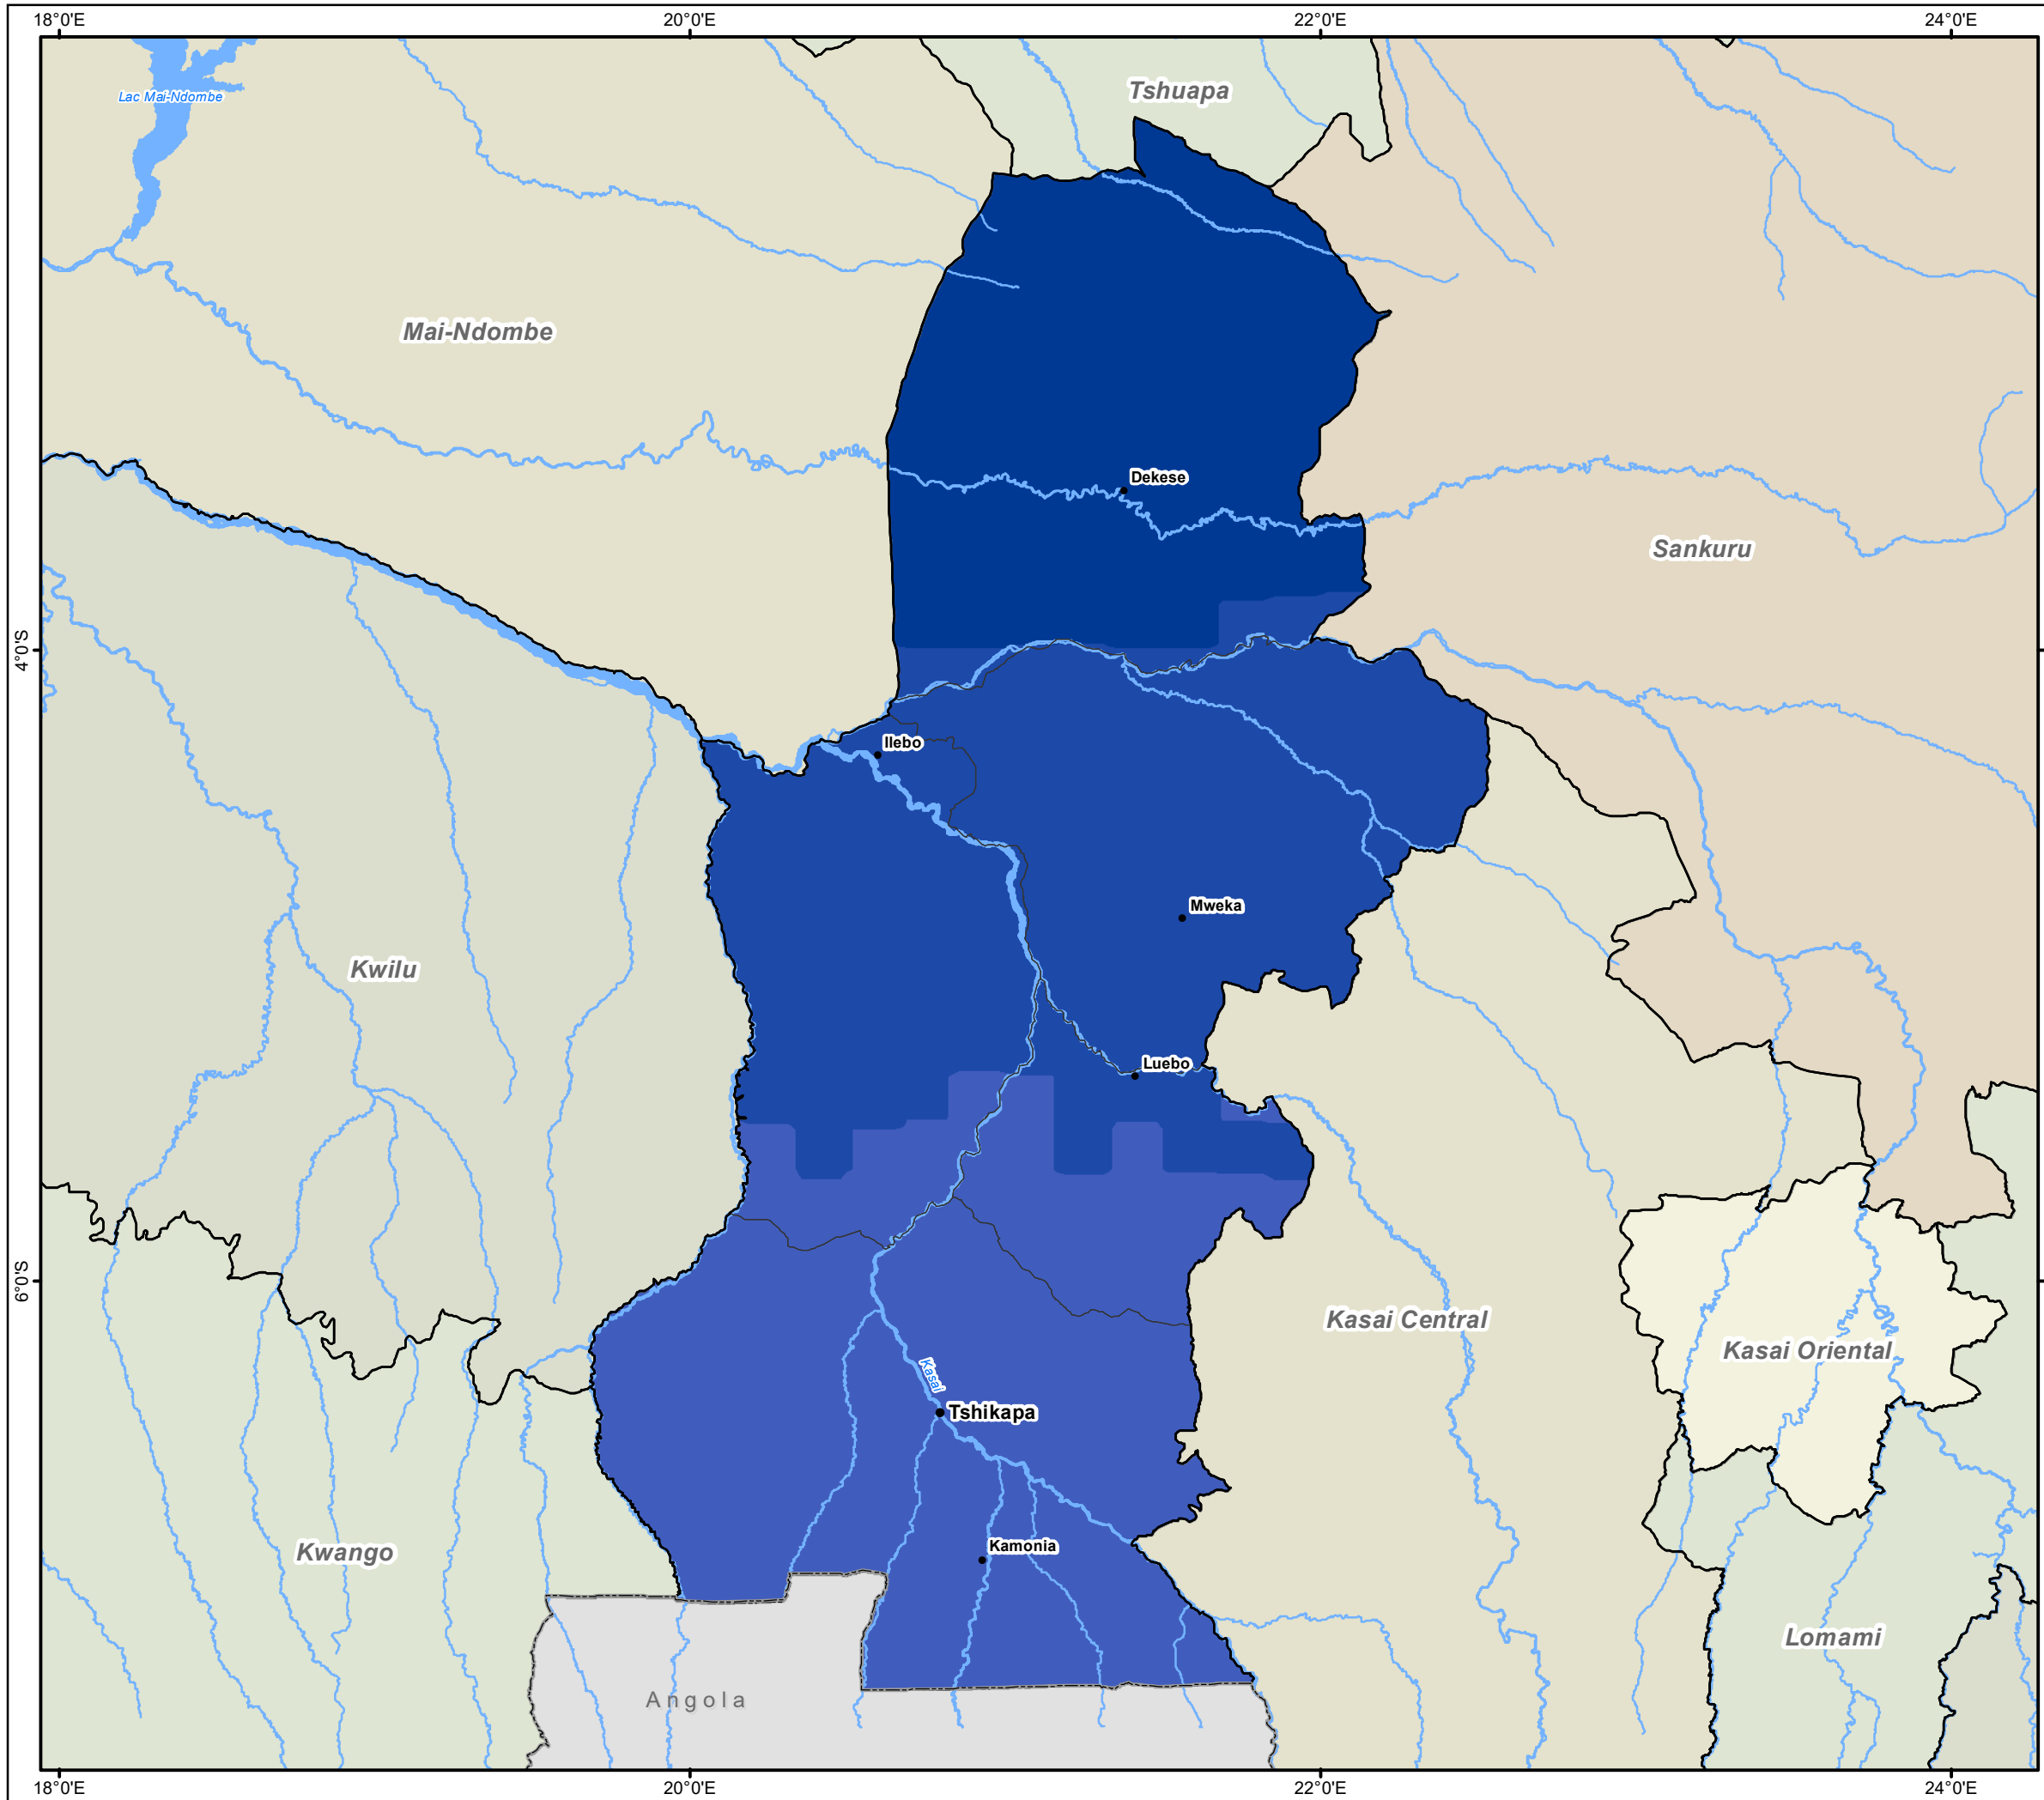 18°0'E 20°0'E 22°0'E 24°0'E
Tshuapa
Lac Mai-Ndombe
Mai-Ndombe
Dekese
Sankuru
4°0'S
Ilebo
Mweka
Kwilu
Luebo
6°0'S
Kasai Central
Kasai Oriental
Kasai
Tshikapa
Kamonia
Kwango
Lomami
Angola
18°0'E 20°0'E 22°0'E 24°0'E